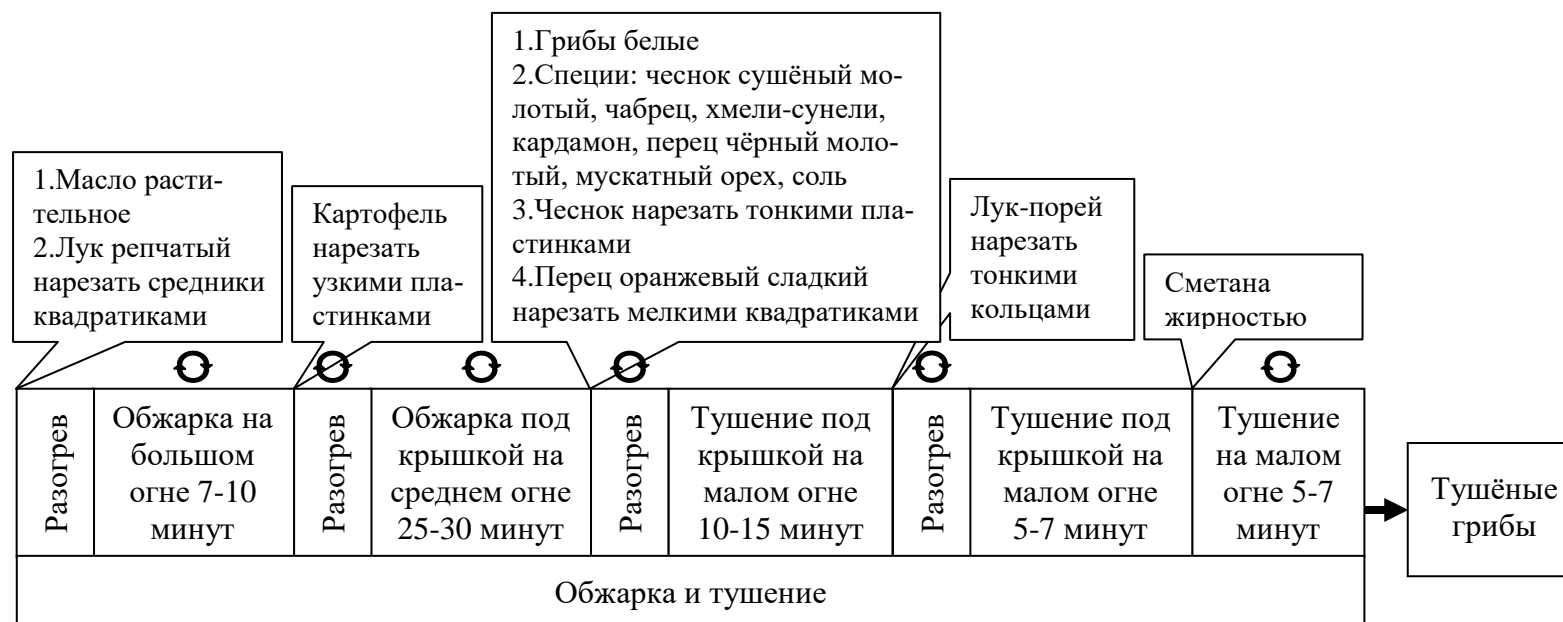 1.Масло расти-
тельное
2.Лук репчатый
нарезать средники
квадратиками
Картофель
нарезать
узкими пла-
стинками
1.Грибы белые
2.Специи: чеснок сушёный мо-
лотый, чабрец, хмели-сунели,
кардамон, перец чёрный моло-
тый, мускатный орех, соль
3.Чеснок нарезать тонкими пла-
стинками
4.Перец оранжевый сладкий
нарезать мелкими квадратиками
Лук-порей
нарезать
тонкими
кольцами
Сметана
жирностью
Разогрев
Обжарка на
большом
огне 7-10
минут
Разогрев
Обжарка под
крышкой на
среднем огне
25-30 минут
Разогрев
Тушение под
крышкой на
малом огне
10-15 минут
Разогрев
Тушение под
крышкой на
малом огне
5-7 минут
Тушение
на малом
огне 5-7
минут
Тушёные
грибы
Обжарка и тушение